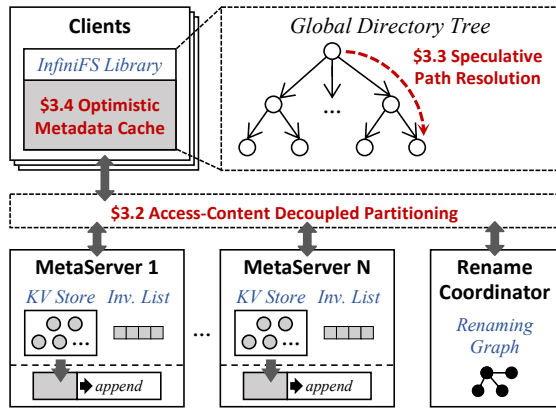 Clients
InfiniFS Library
$3.4 Optimistic
Metadata Cache
Global Directory Tree
$3.3 Speculative
Path Resolution
...
$3.2 Access-Content Decoupled Partitioning
MetaServer 1
KV Store Inv. List
...
append
...
MetaServer N
KV Store Inv. List
...
append
Rename
Coordinator
Renaming
Graph